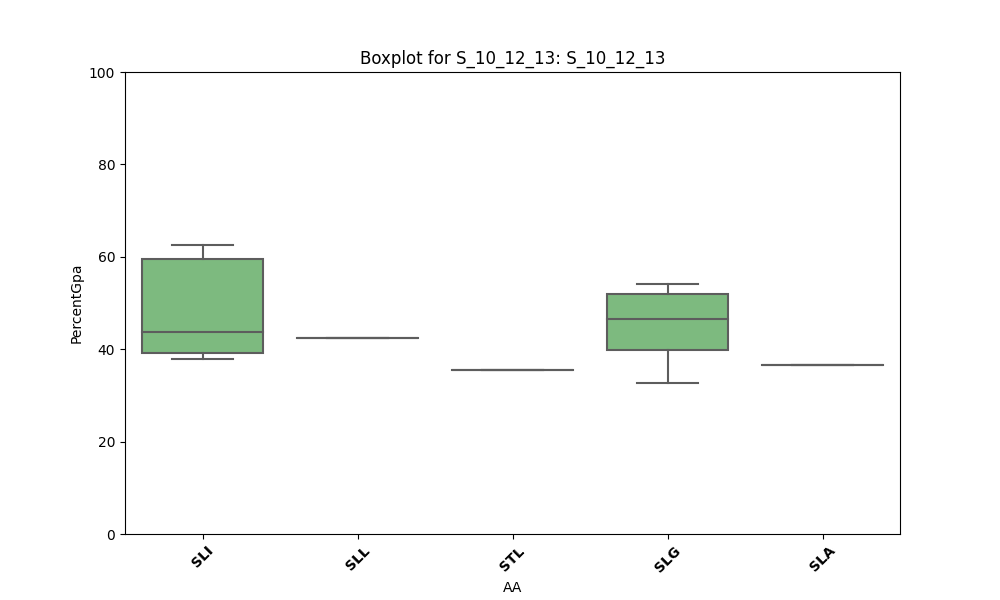 Boxplot for S_10_12_13: S_10_12_13
100
80
60
40
20
0
PercentGpa
SLI
SLL
STL
SLG
SLA
AA